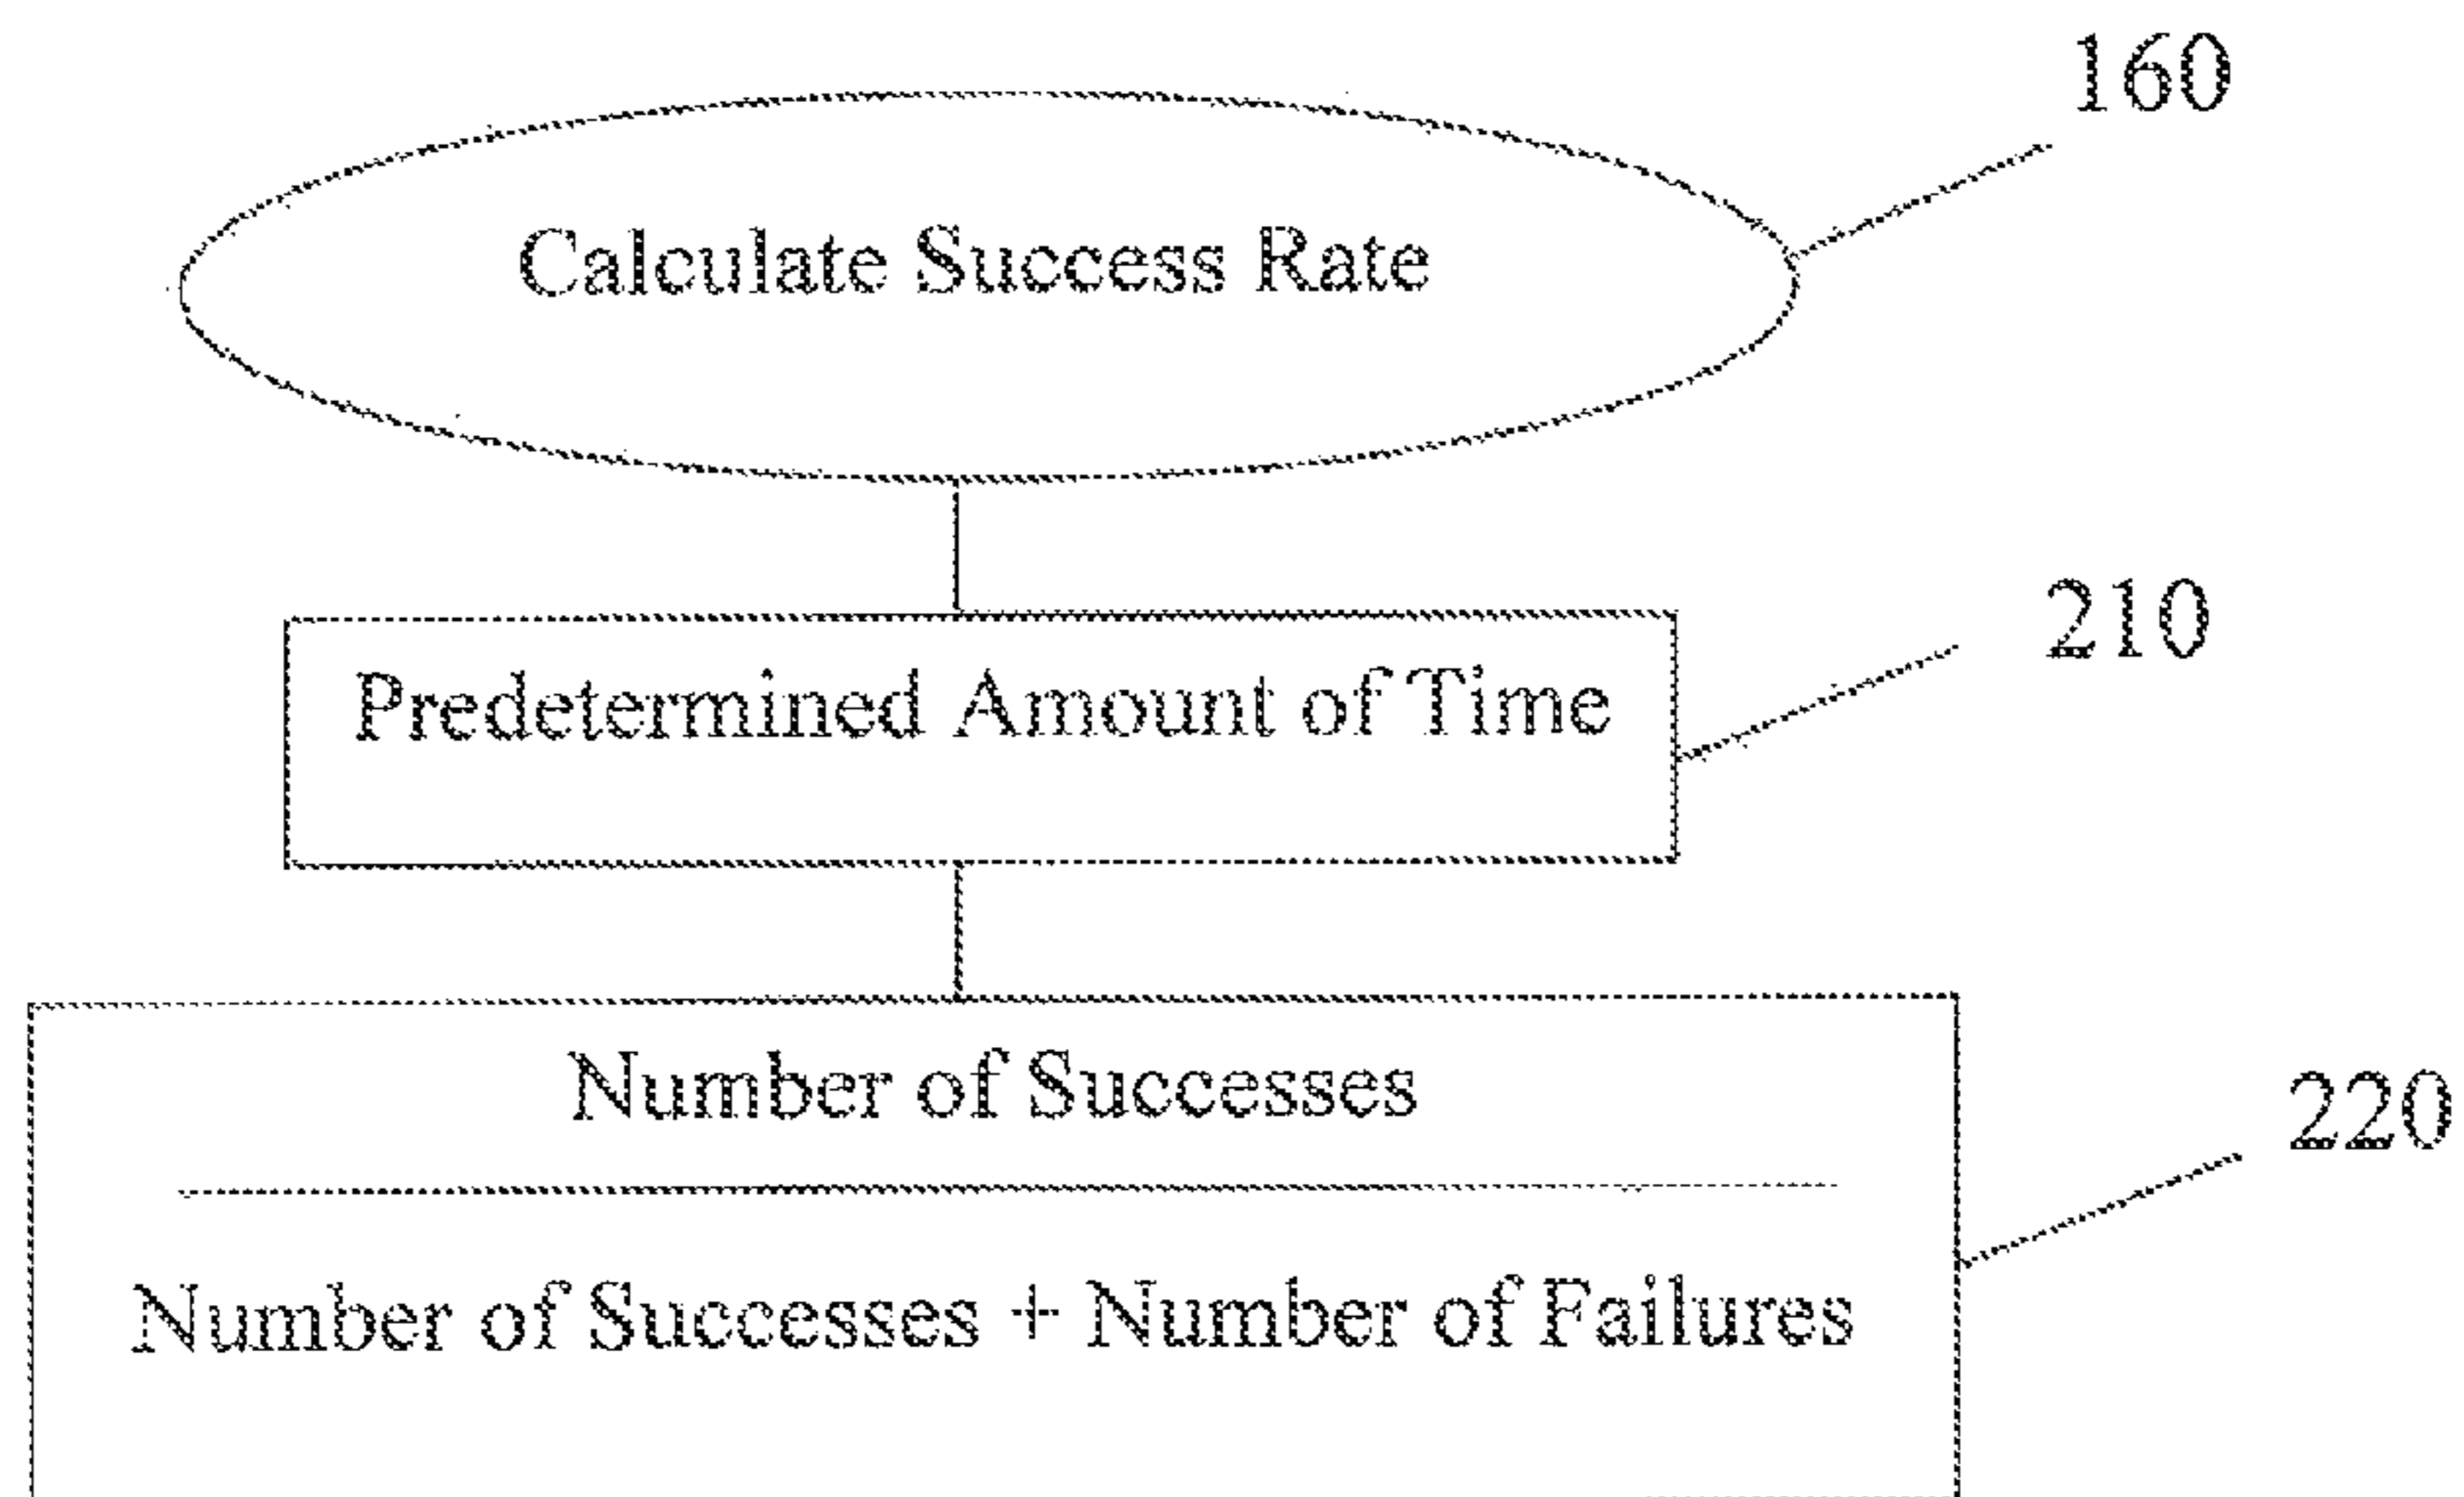 160
Calculate Success Rate
210
Predetermined Amount of Time
Number of Successes
220
Number of Successes + Number of Failures